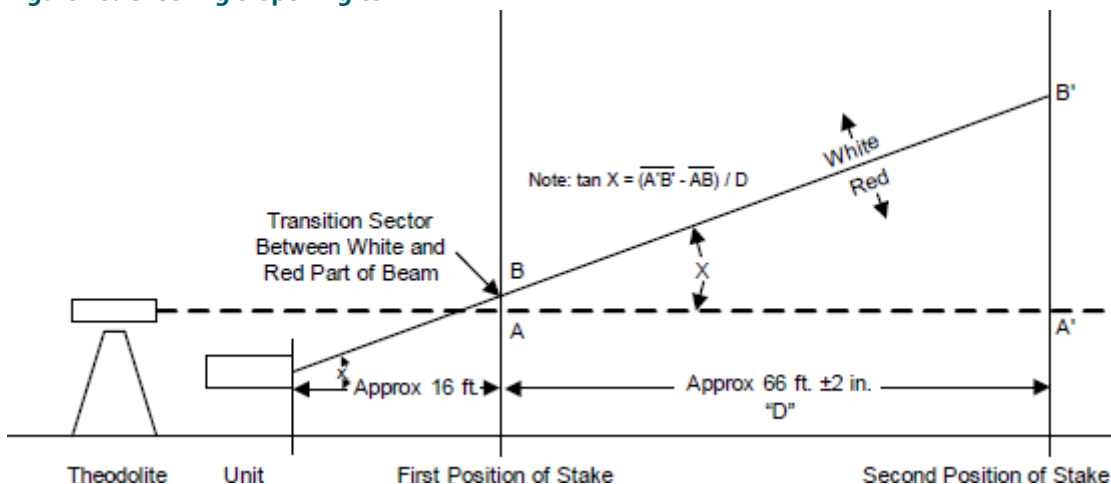 B'
White
Red
Note: tan X = (A'B' - AB) / D
Transition Sector
Between White and
Red Part of Beam
B
X
A
A'
x
Approx 16 ft.
Approx 66 ft. ±2 in.
"D"
Theodolite
Unit
First Position of Stake
Second Position of Stake